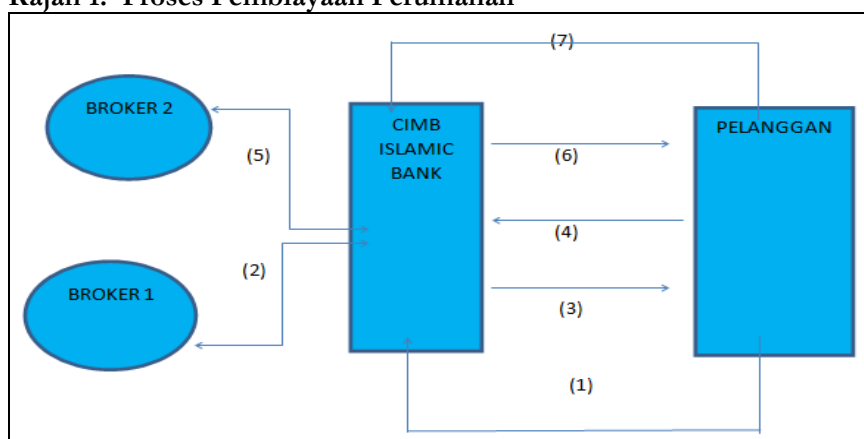 Rajah 1: Proses Pembiayaan Perumahan
(7)
BROKER 2
CIMB
ISLAMIC
BANK
PELANGGAN
(5)
(6)
(4)
(2)
BROKER 1
(3)
(1)